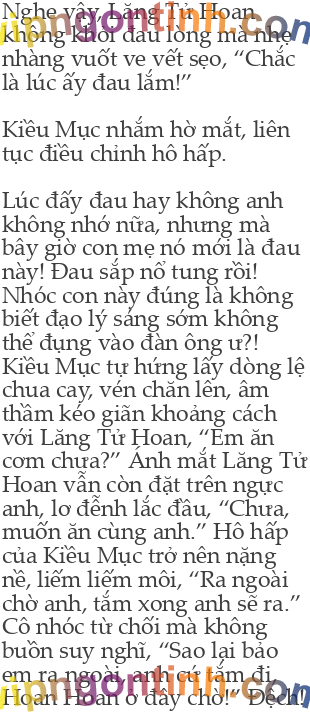 Nghe vậy, Lăng Tử Hoan
không khỏi đau lòng mà nhẹ
nhàng vuốt ve vết sẹo, “Chắc
là lúc ấy đau lắm!”
Kiều Mục nhắm hờ mắt, liên
tục điều chỉnh hô hấp.
Lúc đấy đau hay không anh
không nhớ nữa, nhưng mà
bây giờ con mẹ nó mới là đau
này! Đau sắp nổ tung rồi!
Nhóc con này đúng là không
biết đạo lý sáng sớm không
thể đụng vào đàn ông ư?!
Kiều Mục tự hứng lấy dòng lệ
chua cay, vén chăn lên, âm
thầm kéo giãn khoảng cách
với Lăng Tử Hoan, “Em ăn
cơm chưa?” Ánh mắt Lăng Tử
Hoan vẫn còn đặt trên ngực
anh, lơ đễnh lắc đầu, “Chưa,
muốn ăn cùng anh.” Hô hấp
của Kiều Mục trở nên nặng
nề, liếm liếm môi, “Ra ngoài
chờ anh, tắm xong anh sẽ ra.”
Cô nhóc từ chối mà không
buồn suy nghĩ, “Sao lại bảo
em ra ngoài, anh cứ tắm đi,
Hoan Hoan ở đây chờ!” Đệch!
vipngontinh.com
vipngontinh.com